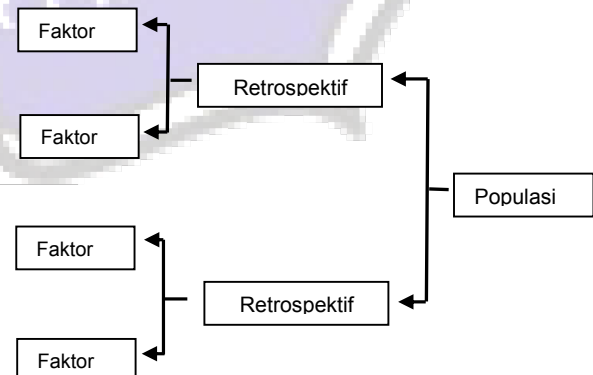 Faktor
Retrospektif
Faktor
Populasi
Faktor
Retrospektif
Faktor